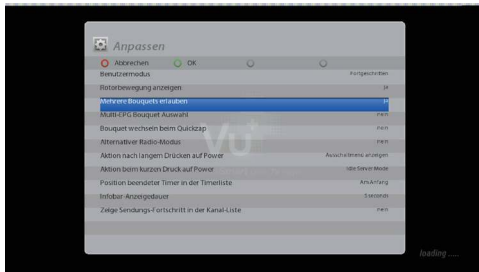 Anpassen
Abbrechen OK
Benutzermodus Fortgeschritten
Rotorbewegung anzeigen ja
Mehrere Bouquets erlauben ja
Multi-EPG Bouquet Auswahl nein
Bouquet wechseln beim Quickzap nein
Alternativer Radio-Modus nein
Aktion nach langem Drücken auf Power Ausschaltmenü anzeigen
Aktion beim kurzen Druck auf Power Idle Server Mode
Position beendeter Timer in der Timerliste Am Anfang
Infobar-Anzeigedauer 5 seconds
Zeige Sendungs-Fortschritt in der Kanal-Liste nein
Vu+
loading .....